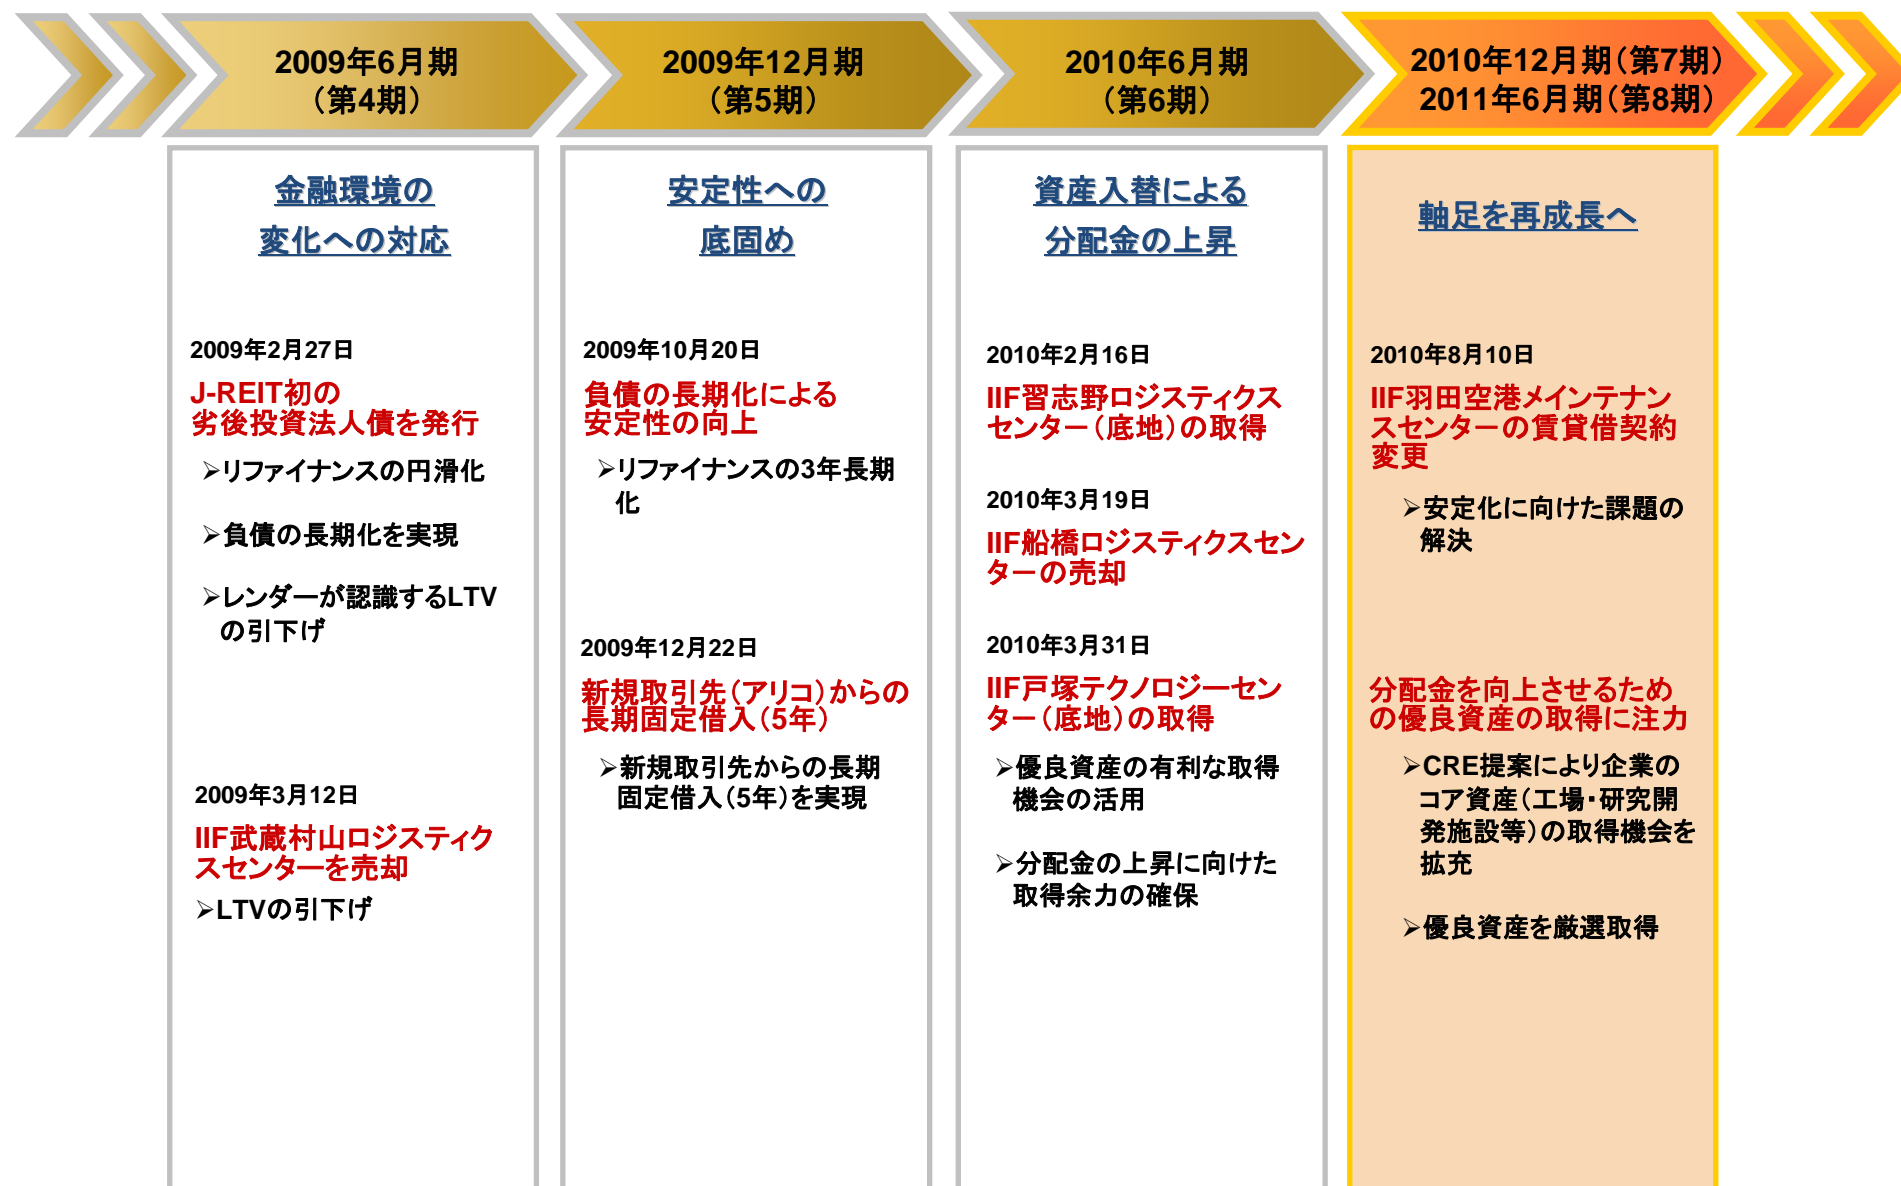 2009年6月期
（第4期）
2009年12月期
（第5期）
2010年6月期
（第6期）
2010年12月期（第7期）
2011年6月期（第8期）
金融環境の
変化への対応
2009年2月27日
J-REIT初の
劣後投資法人債を発行
➢リファイナンスの円滑化
➢負債の長期化を実現
➢レンダーが認識するLTV
の引下げ
2009年3月12日
IIF武蔵村山ロジスティク
スセンターを売却
➢LTVの引下げ
安定性への
底固め
2009年10月20日
負債の長期化による
安定性の向上
➢リファイナンスの3年長期
化
2009年12月22日
新規取引先（アリコ）からの
長期固定借入（5年）
➢新規取引先からの長期
固定借入（5年）を実現
資産入替による
分配金の上昇
2010年2月16日
IIF習志野ロジスティクス
センター（底地）の取得
2010年3月19日
IIF船橋ロジスティクスセン
ターの売却
2010年3月31日
IIF戸塚テクノロジーセン
ター（底地）の取得
➢優良資産の有利な取得
機会の活用
➢分配金の上昇に向けた
取得余力の確保
軸足を再成長へ
2010年8月10日
IIF羽田空港メインテナン
スセンターの賃貸借契約
変更
➢安定化に向けた課題の
解決
分配金を向上させるため
の優良資産の取得に注力
➢CRE提案により企業の
コア資産（工場・研究開
発施設等）の取得機会を
拡充
➢優良資産を厳選取得